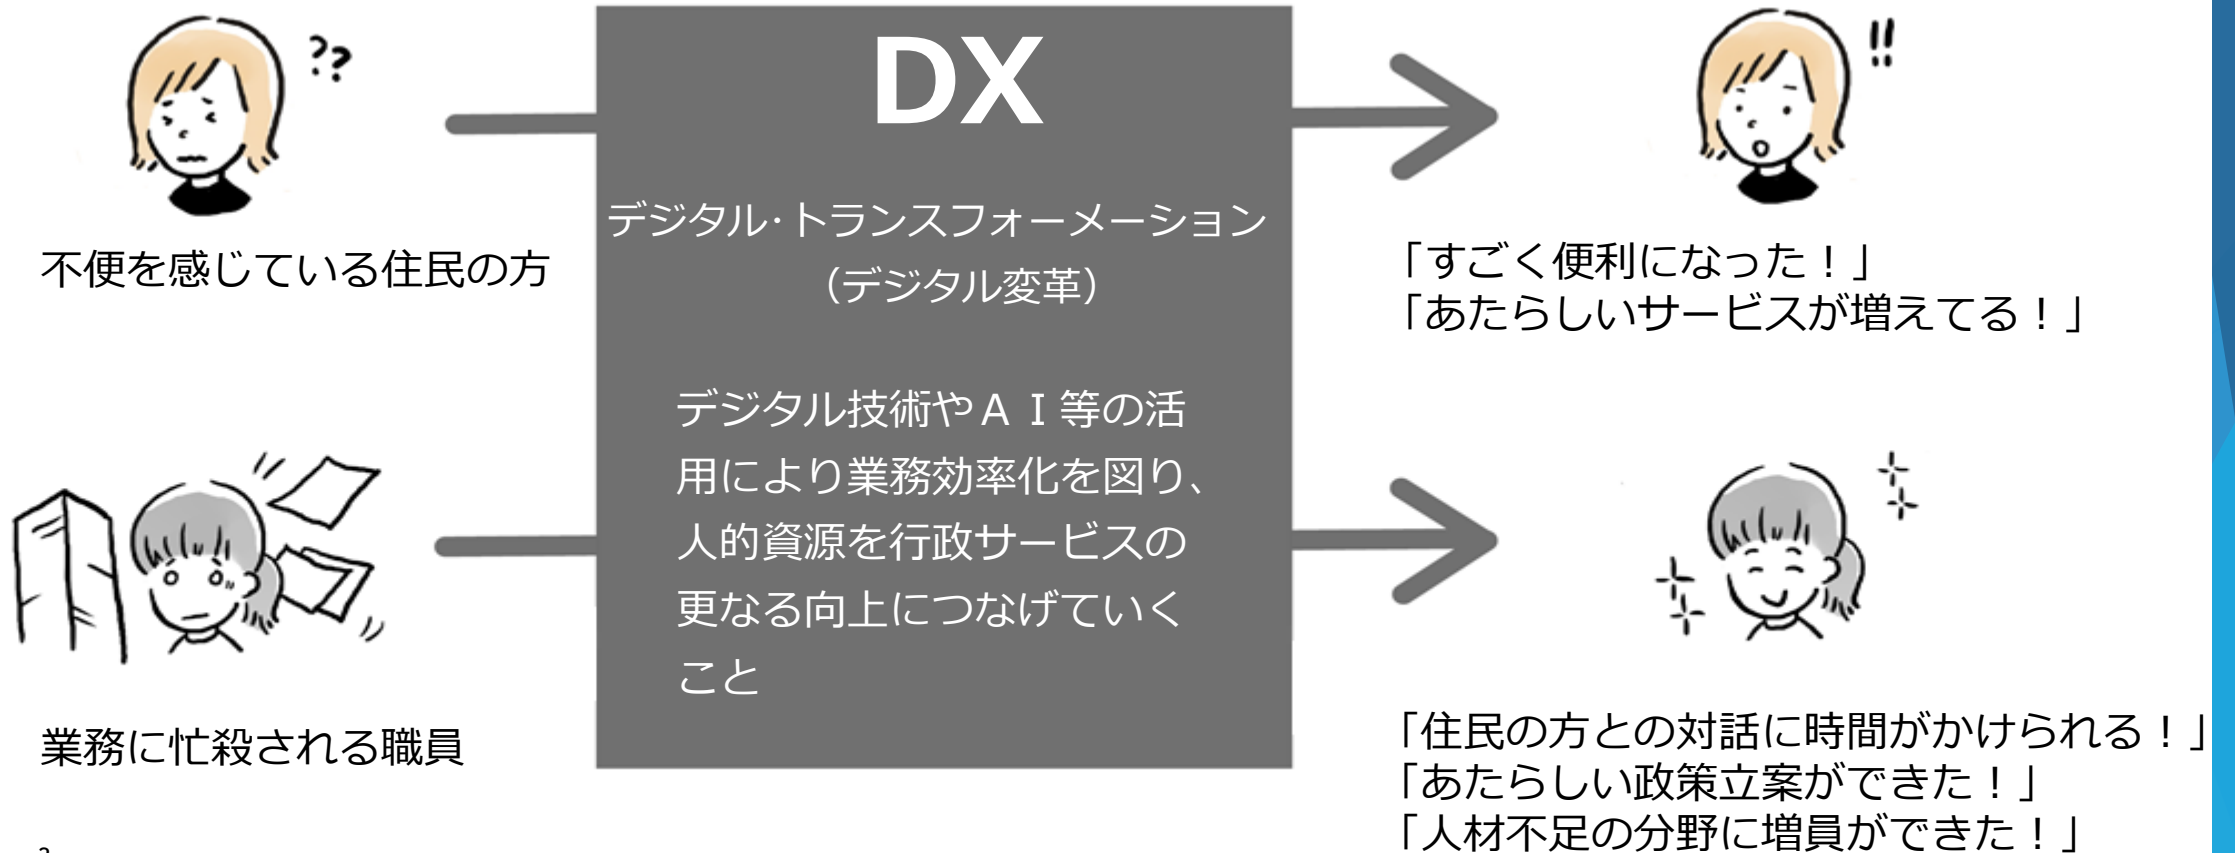 ??
不便を感じている住民の方
業務に忙殺される職員
DX
デジタル・トランスフォーメーション
（デジタル変革）
デジタル技術やＡＩ等の活
用により業務効率化を図り、
人的資源を行政サービスの
更なる向上につなげていく
こと
!!
「すごく便利になった！」
「あたらしいサービスが増えてる！」
「住民の方との対話に時間がかけられる！」
「あたらしい政策立案ができた！」
「人材不足の分野に増員ができた！」